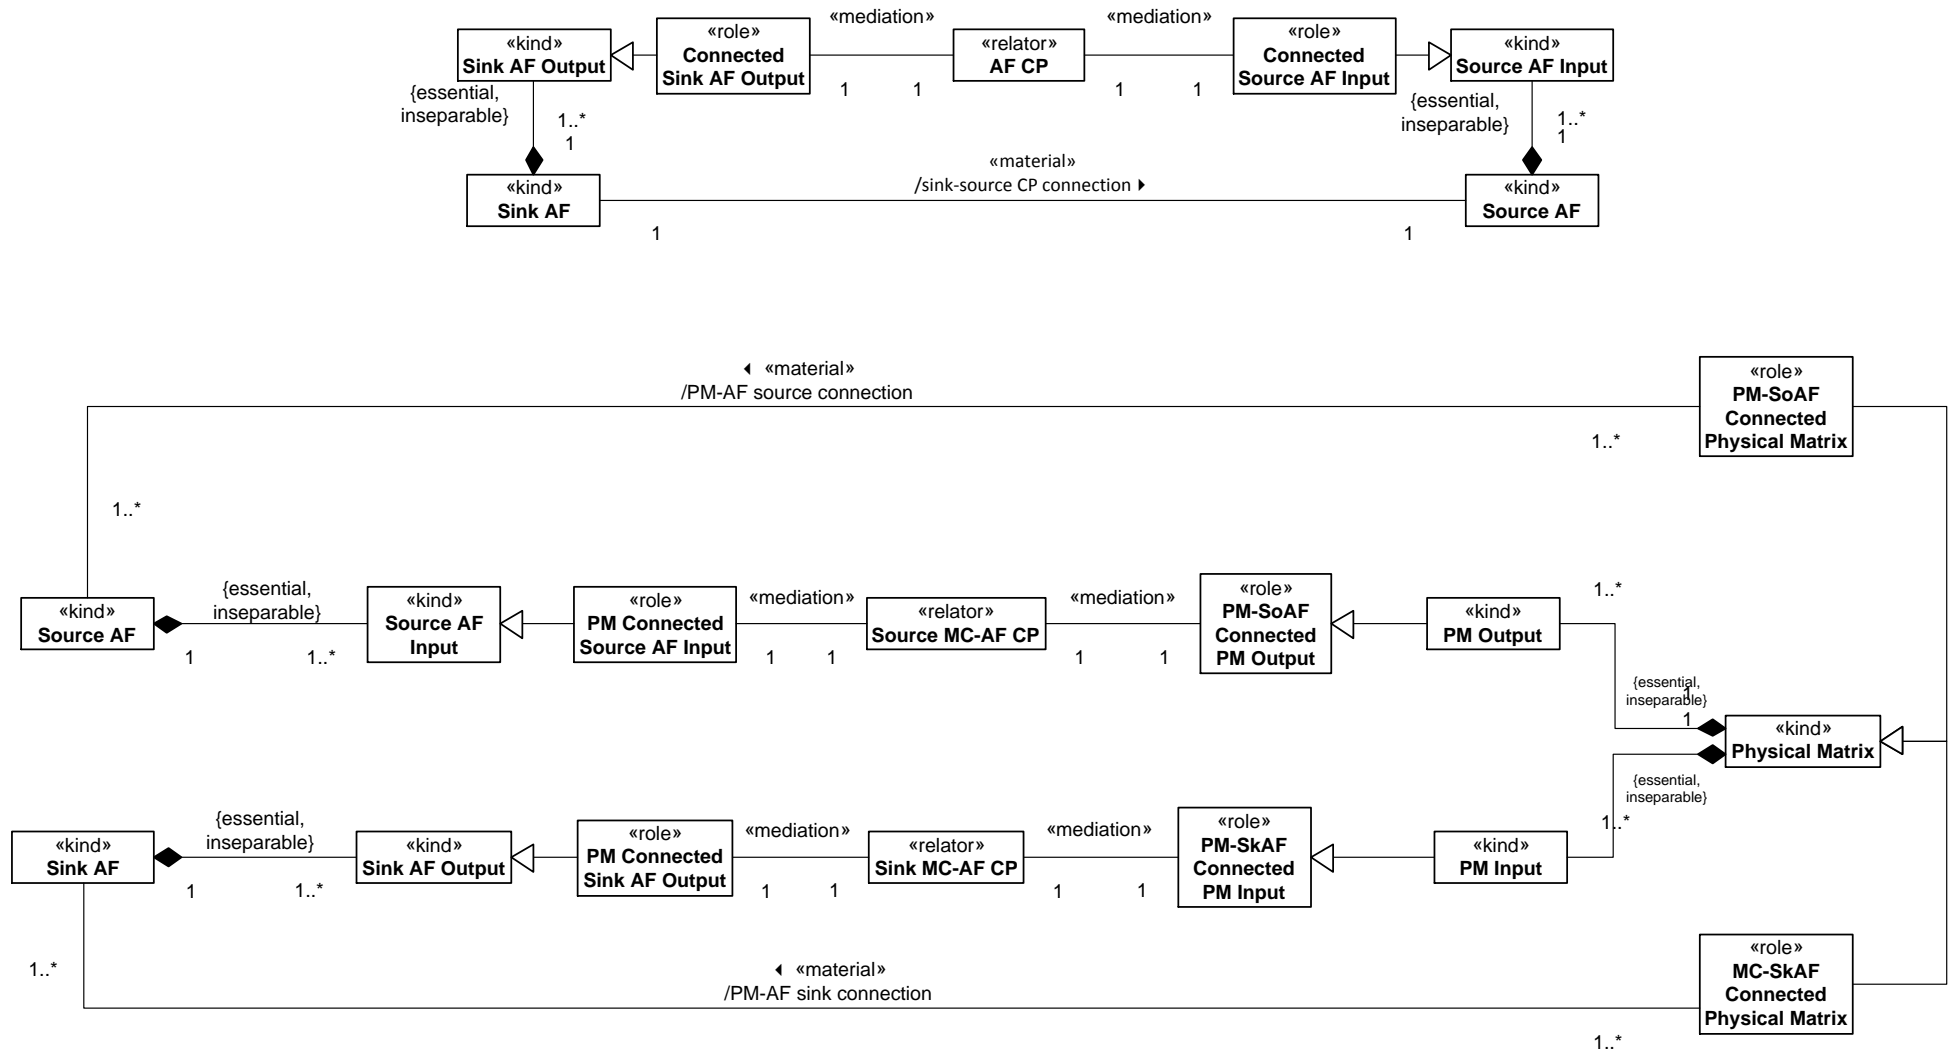 «mediation»
«mediation»
«kind»
Sink AF Output
«role»
Connected
Sink AF Output
«relator»
AF CP
«role»
Connected
Source AF Input
«kind»
Source AF Input
1
1
1
1
{essential,
inseparable}
1..*
1
{essential,
inseparable}
1..*
1
«material»
/sink-source CP connection
«kind»
Sink AF
«kind»
Source AF
1
1
«material»
/PM-AF source connection
«role»
PM-SoAF
Connected
Physical Matrix
1..*
1..*
«kind»
Source AF
{essential,
inseparable}
1
1..*
«kind»
Source AF
Input
«role»
PM Connected
Source AF Input
«mediation»
1
1
«relator»
Source MC-AF CP
«mediation»
1
1
«role»
PM-SoAF
Connected
PM Output
«kind»
PM Output
1..*
{essential,
inseparable}
1
1
«kind»
Physical Matrix
{essential,
inseparable}
1..*
«kind»
Sink AF
{essential,
inseparable}
1
1..*
«kind»
Sink AF Output
«role»
PM Connected
Sink AF Output
«mediation»
1
1
«relator»
Sink MC-AF CP
«mediation»
1
1
«role»
PM-SkAF
Connected
PM Input
«kind»
PM Input
1..*
«material»
/PM-AF sink connection
«role»
MC-SkAF
Connected
Physical Matrix
1..*